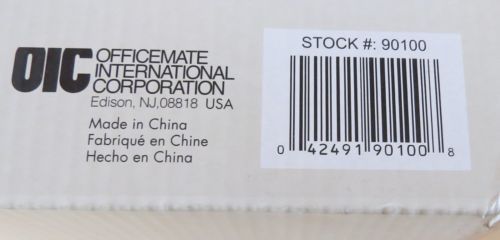 OIC
OFFICEMATE
INTERNATIONAL
CORPORATION
Edison, NJ,08818 USA
Made in China
Fabriqué en Chine
Hecho en China
STOCK #: 90100
0 42491 90100 8